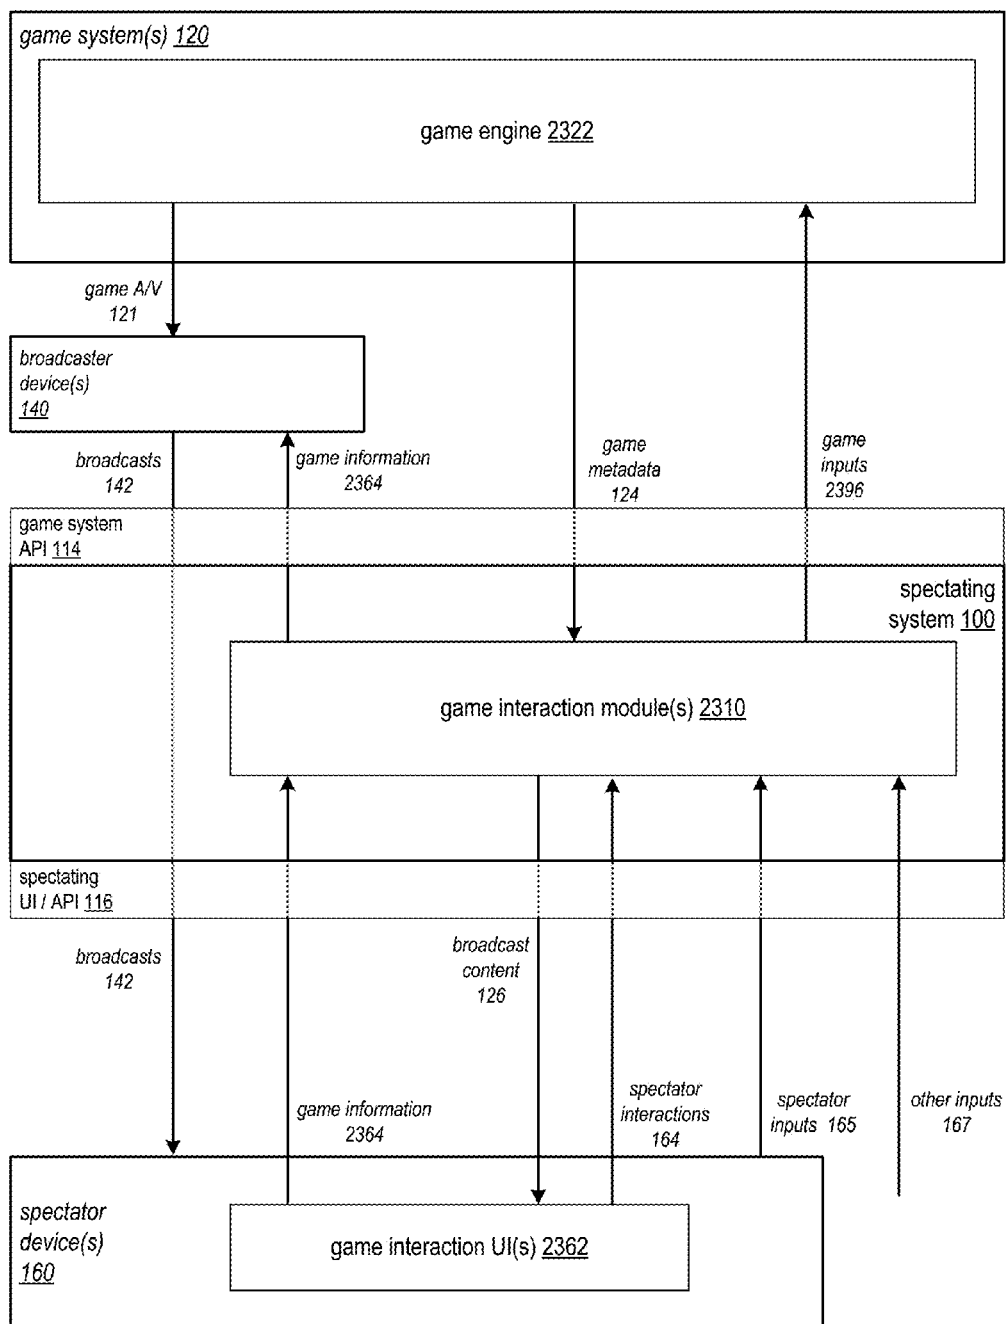 game system(s) 120
game engine 2322
game A/V
121
broadcaster
device(s)
140
broadcasts
142
game information
2364
game
metadata
124
game
inputs
2396
game system
API 114
spectating
system 100
game interaction module(s) 2310
spectating
UI / API 116
broadcasts
142
broadcast
content
126
game information
2364
spectator
interactions
164
spectator
inputs 165
other inputs
167
spectator
device(s)
160
game interaction UI(s) 2362